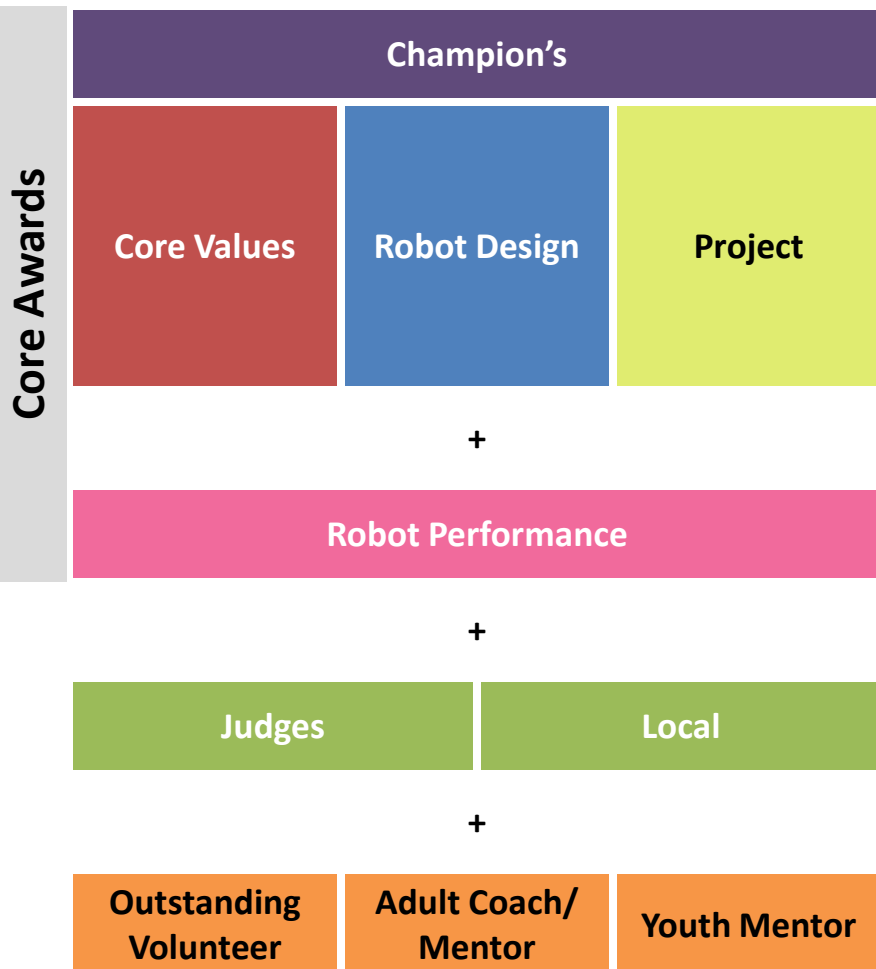 Core Awards
Champion’s
Core Values
Robot Design
Project
+
Robot Performance
+
Judges
Local
+
Outstanding
Volunteer
Adult Coach/
Mentor
Youth Mentor